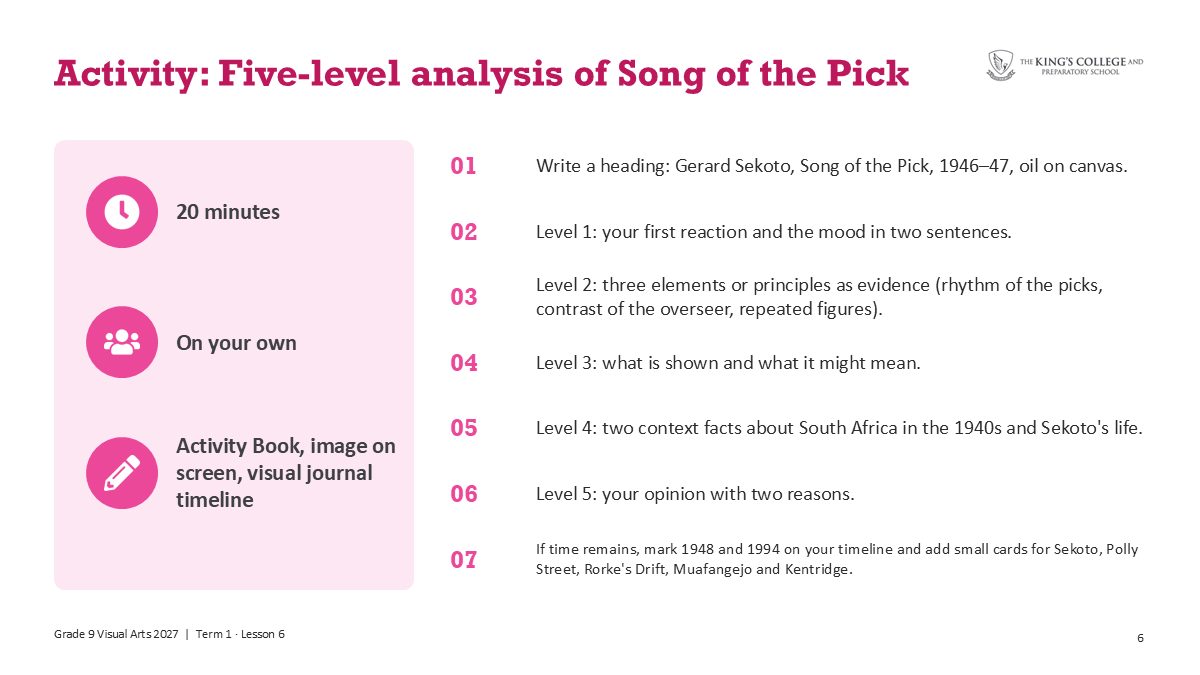 Activity: Five-level analysis of Song of the Pick
THE KING'S COLLEGE AND
PREPARATORY SCHOOL
20 minutes
On your own
Activity Book, image on
screen, visual journal
timeline
01
Write a heading: Gerard Sekoto, Song of the Pick, 1946–47, oil on canvas.
02
Level 1: your first reaction and the mood in two sentences.
03
Level 2: three elements or principles as evidence (rhythm of the picks,
contrast of the overseer, repeated figures).
04
Level 3: what is shown and what it might mean.
05
Level 4: two context facts about South Africa in the 1940s and Sekoto's life.
06
Level 5: your opinion with two reasons.
07
If time remains, mark 1948 and 1994 on your timeline and add small cards for Sekoto, Polly
Street, Rorke's Drift, Muafangejo and Kentridge.
Grade 9 Visual Arts 2027 | Term 1 · Lesson 6
6